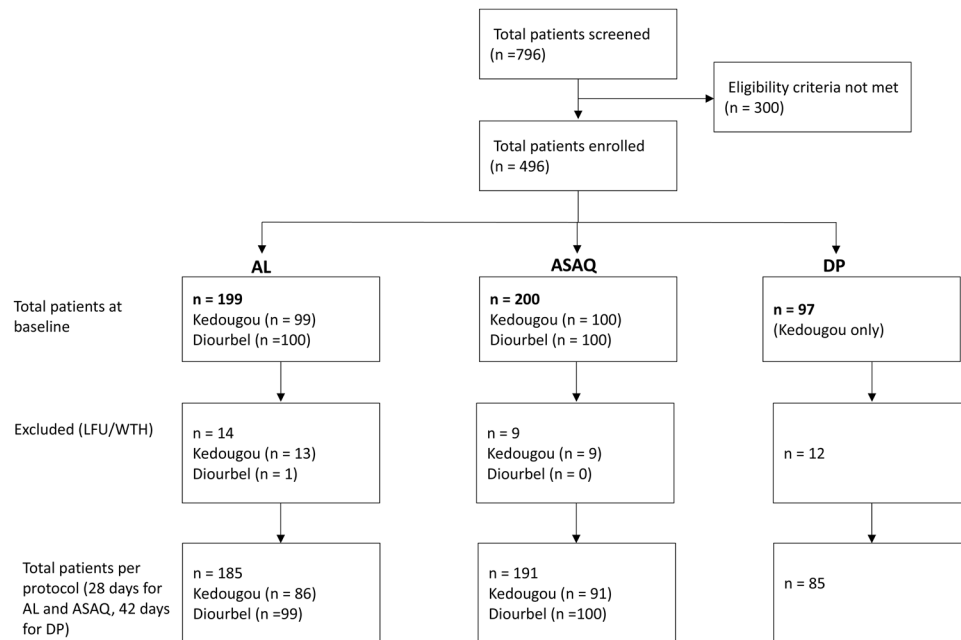 Total patients screened
(n =796)
Eligibility criteria not met
(n = 300)
Total patients enrolled
(n = 496)
AL
ASAQ
DP
Total patients at
baseline
n = 199
Kedougou (n = 99)
Diourbel (n =100)
n = 200
Kedougou (n = 100)
Diourbel (n = 100)
n = 97
(Kedougou only)
Excluded (LFU/WTH)
n = 14
Kedougou (n = 13)
Diourbel (n = 1)
n = 9
Kedougou (n = 9)
Diourbel (n = 0)
n = 12
Total patients per
protocol (28 days for
AL and ASAQ, 42 days
for DP)
n = 185
Kedougou (n = 86)
Diourbel (n =99)
n = 191
Kedougou (n = 91)
Diourbel (n =100)
n = 85